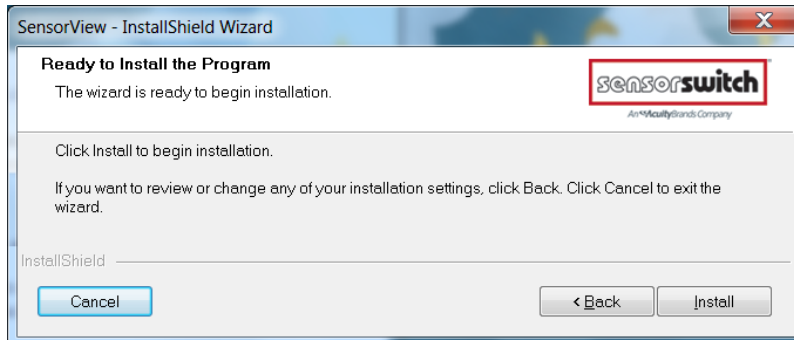 SensorView - InstallShield Wizard
Ready to Install the Program
The wizard is ready to begin installation.
sensorswitch
An AcuityBrands Company
Click Install to begin installation.
If you want to review or change any of your installation settings, click Back. Click Cancel to exit the
wizard.
InstallShield
Cancel
< Back
Install